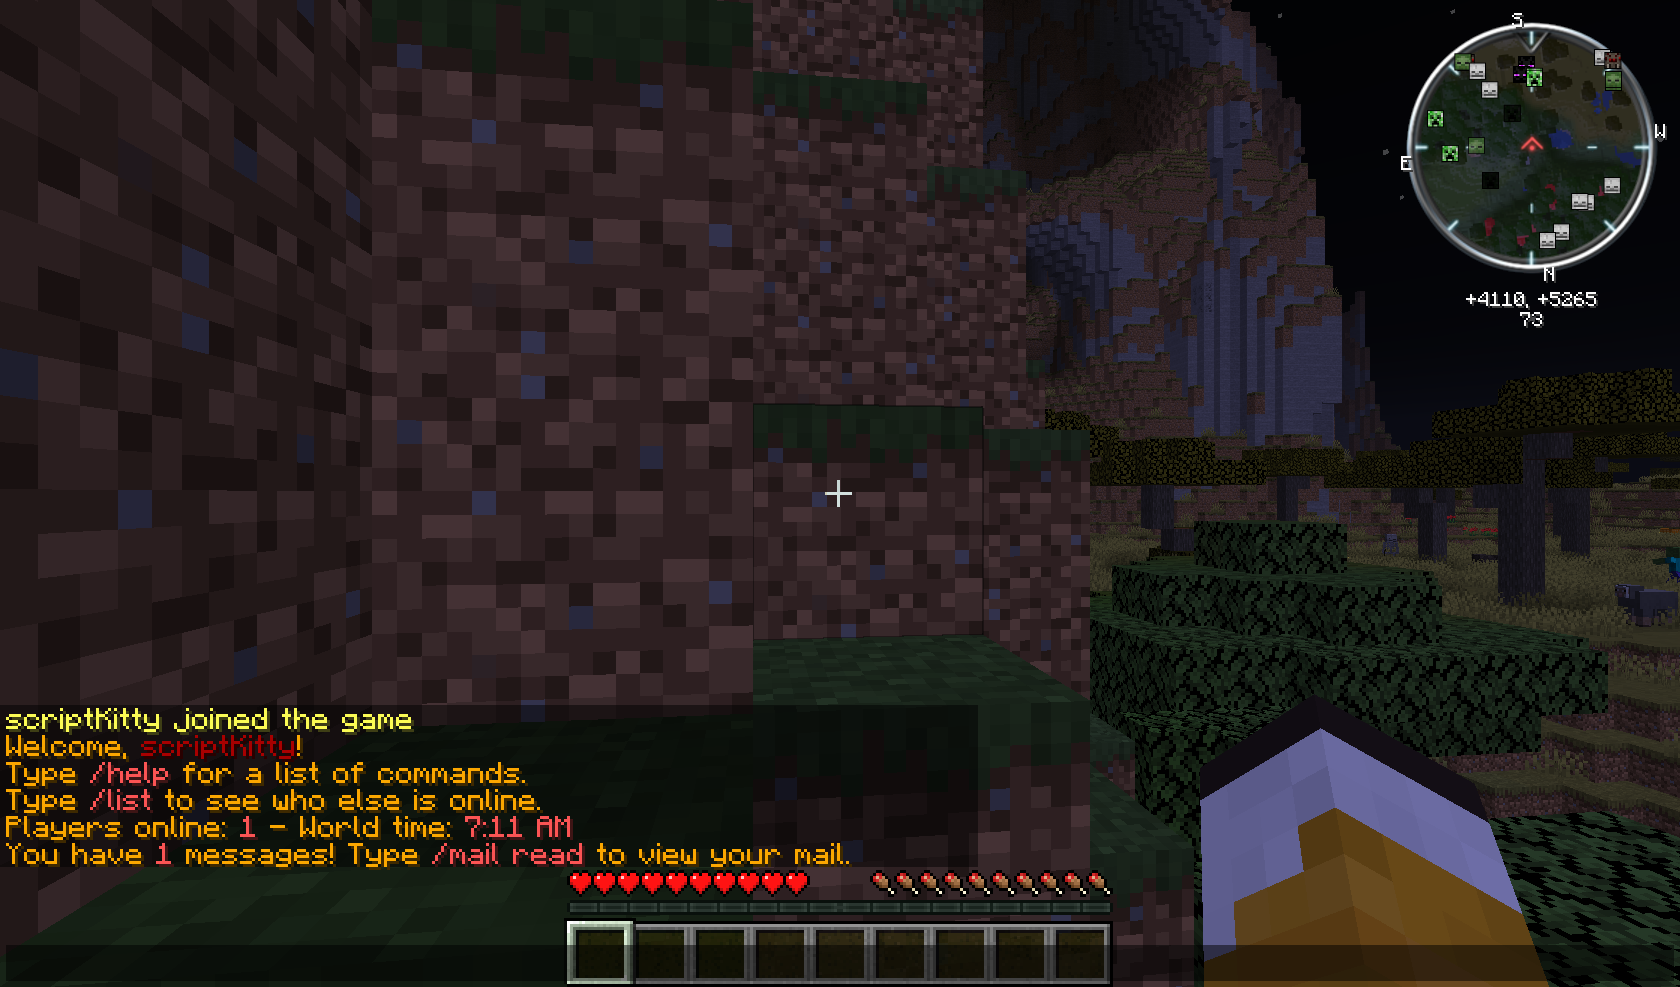 S
W
E
N
+4110, +5265
73
scriptKitty joined the game
Welcome, scriptKitty!
Type /help for a list of commands.
Type /list to see who else is online.
Players online: 1 - World time: 7:11 AM
You have 1 messages! Type /mail read to view your mail.